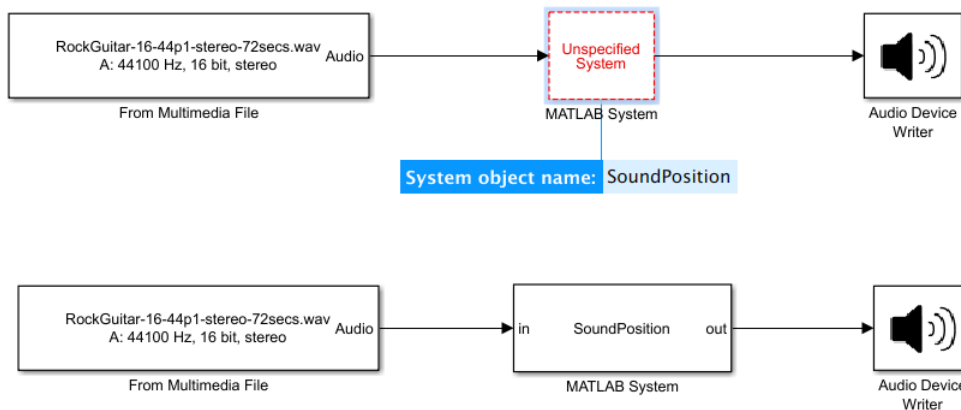 RockGuitar-16-44p1-stereo-72secs.wav
A: 44100 Hz, 16 bit, stereo
Audio
From Multimedia File
Unspecified
System
MATLAB System
Audio Device
Writer
System object name: SoundPosition
RockGuitar-16-44p1-stereo-72secs.wav
A: 44100 Hz, 16 bit, stereo
Audio
From Multimedia File
in SoundPosition out
MATLAB System
Audio Device
Writer